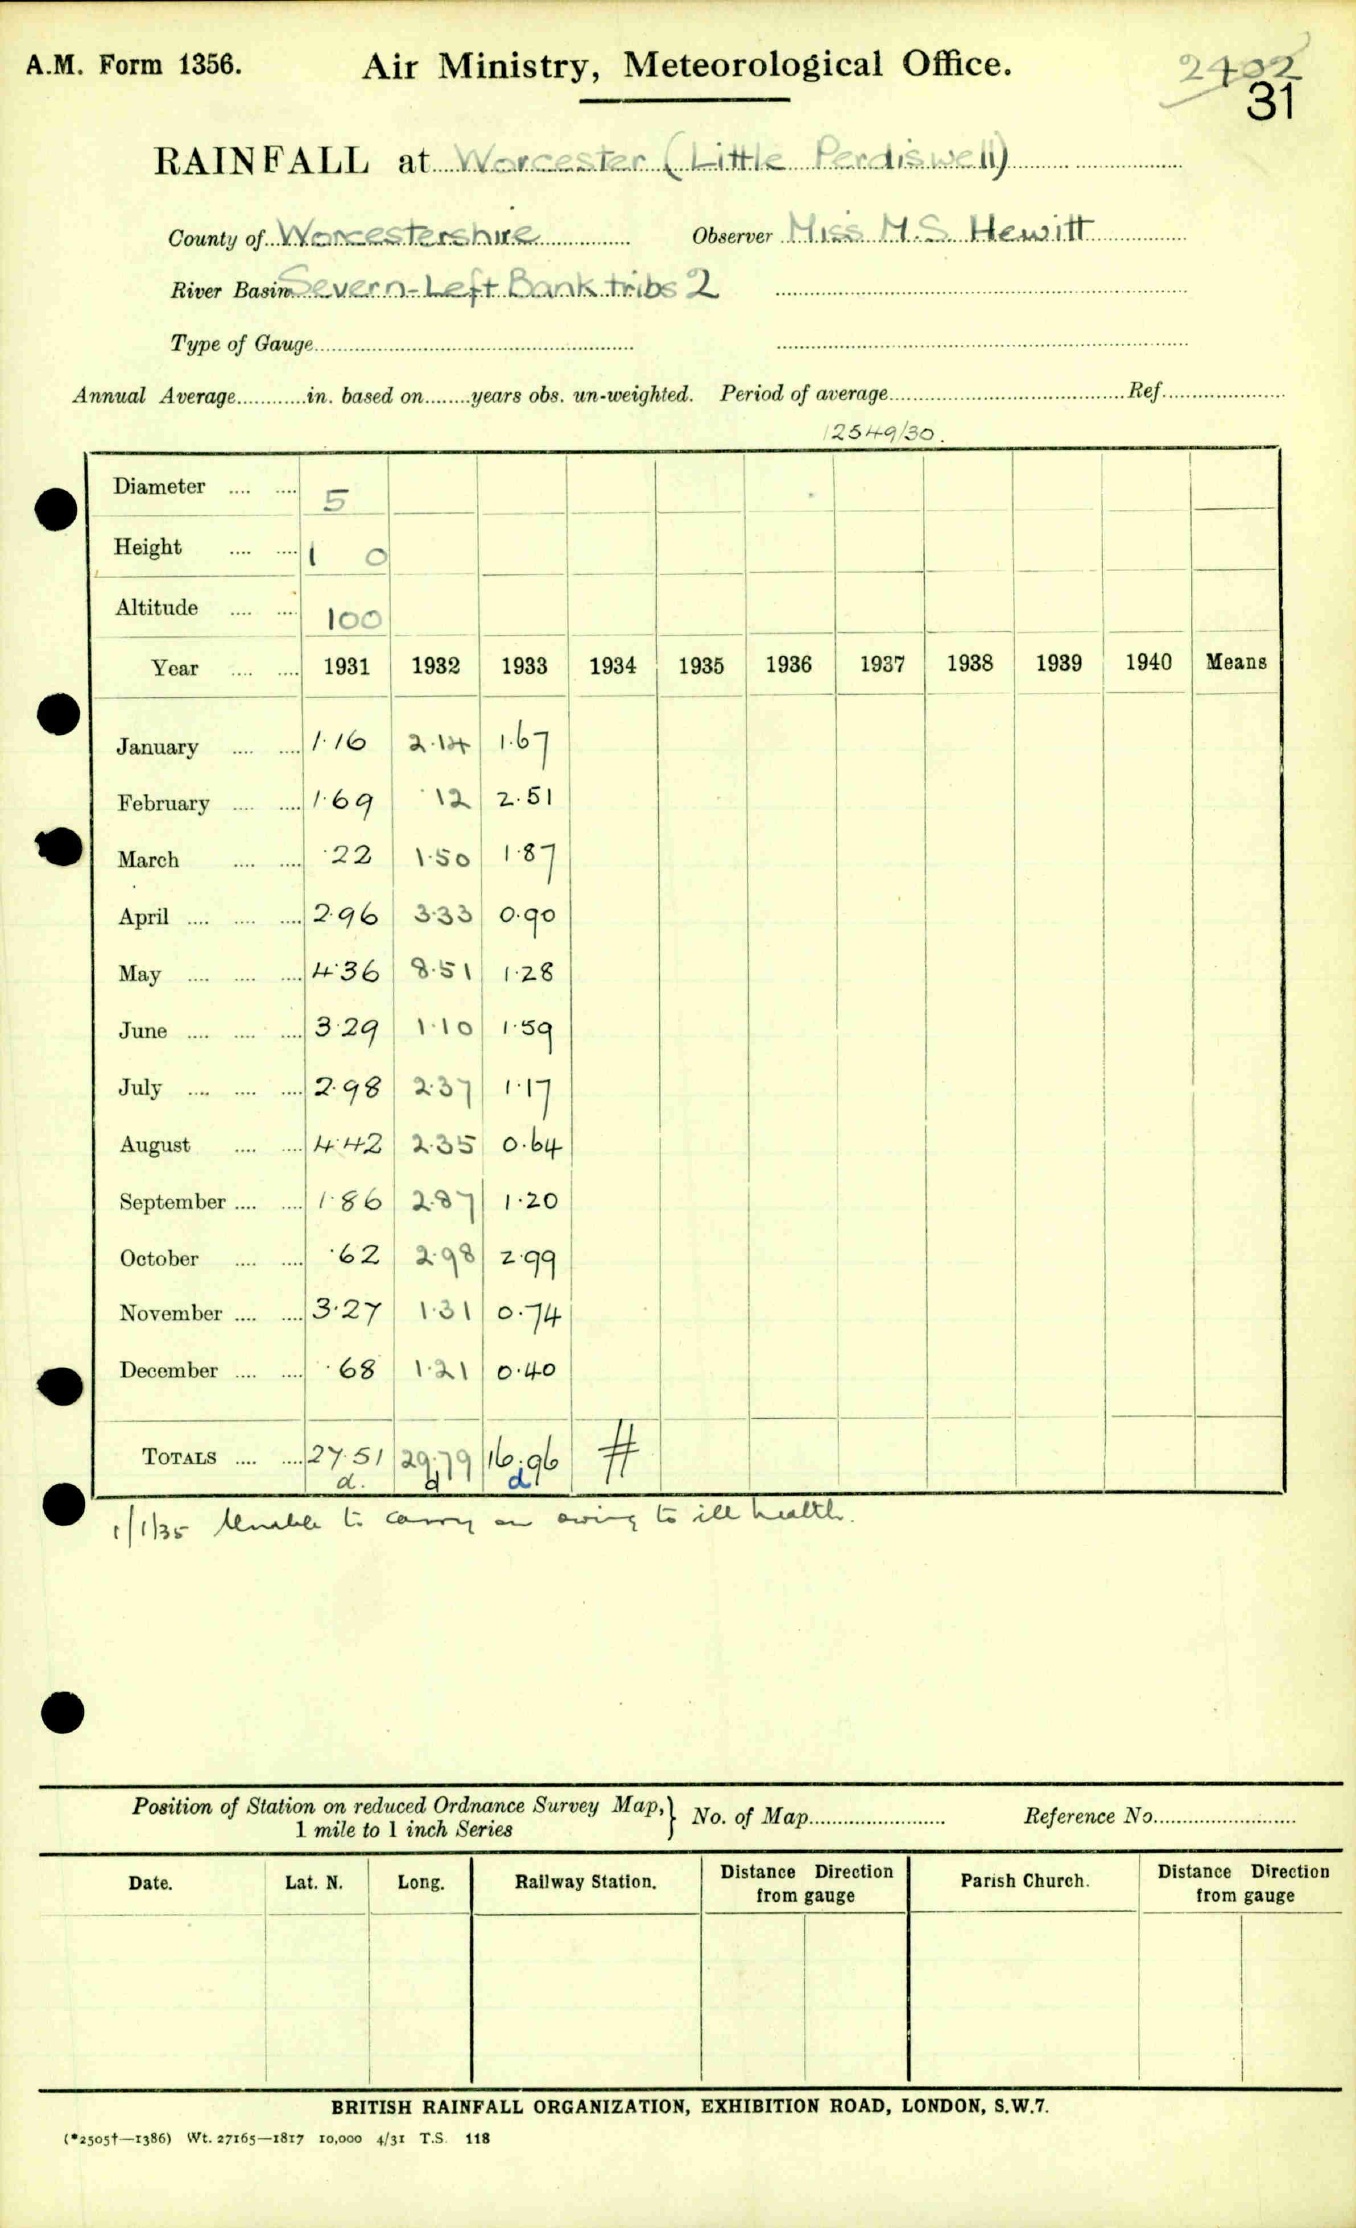 A.M. Form 1356.
Air Ministry, Meteorological Office.
2402
31
RAINFALL at Worcester (Little Perdiswell)
County of Worcestershire Observer Miss M.S. Hewitt
River Basin Severn-Left Bank tribs 2
Type of Gauge
Annual Average in. based on years obs. un-weighted. Period of average Ref.
12549/30.
Diameter 5
Height 1 0
Altitude 100
Year 1931 1932 1933 1934 1935 1936 1937 1938 1939 1940 Means
January 1.16 2.14 1.67
February 1.69 .12 2.51
March .22 1.50 1.87
April 2.96 3.33 0.90
May 4.36 8.51 1.28
June 3.29 1.10 1.59
July 2.98 2.37 1.17
August 4.42 2.35 0.64
September 1.86 2.87 1.20
October .62 2.98 2.99
November 3.27 1.31 0.74
December .68 1.21 0.40
TOTALS 27.51 29.79 16.96 #
d. d d
1/1/35 Unable to carry on owing to ill health.
Position of Station on reduced Ordnance Survey Map, } No. of Map Reference No.
1 mile to 1 inch Series
Date. Lat. N. Long. Railway Station. Distance Direction from gauge Parish Church. Distance Direction from gauge
BRITISH RAINFALL ORGANIZATION, EXHIBITION ROAD, LONDON, S.W.7.
(*2505†—1386) Wt. 27165—1817 10,000 4/31 T.S. 118